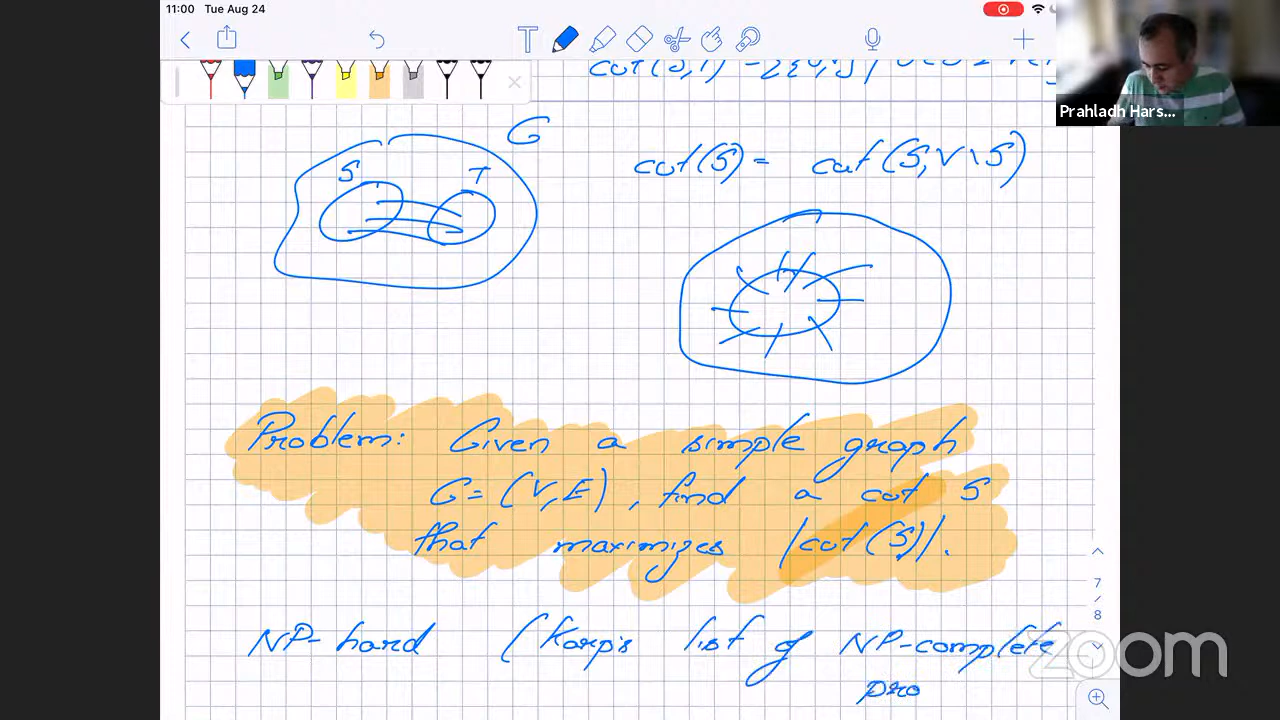 11:00 Tue Aug 24
Prahladh Hars...
G
S
T
cut(S) = cut(S, V \ S)
Problem: Given a simple graph
G = (V, E), find a cut S
that maximizes |cut(S)|.
NP-hard (Karp's list of NP-complete
pro
7
/
8
zoom